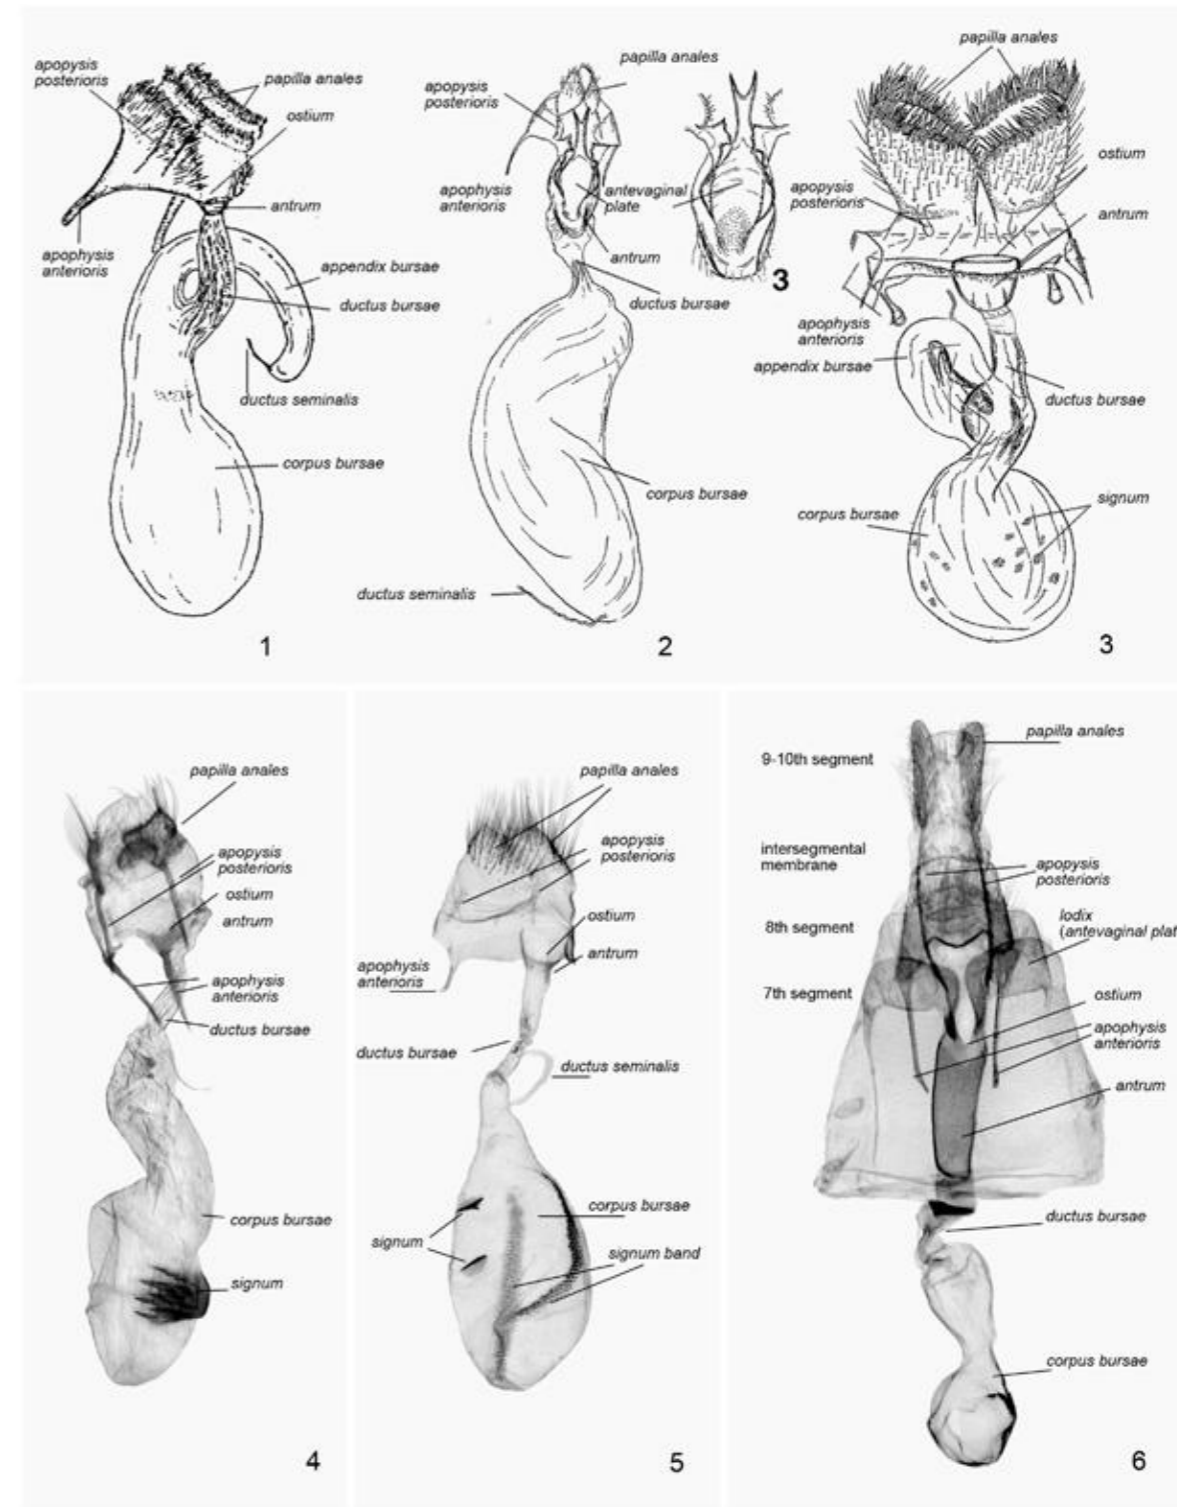 apopysis
posterioris
papilla anales
ostium
antrum
apophysis
anterioris
appendix bursae
ductus bursae
ductus seminalis
corpus bursae
1
papilla anales
apopysis
posterioris
apophysis
anterioris
antevaginal
plate
antrum
3
ductus bursae
corpus bursae
ductus seminalis
2
papilla anales
ostium
apopysis
posterioris
antrum
apophysis
anterioris
appendix bursae
ductus bursae
signum
corpus bursae
3
papilla anales
apopysis
posterioris
ostium
antrum
apophysis
anterioris
ductus bursae
corpus bursae
signum
4
papilla anales
apopysis
posterioris
ostium
antrum
apophysis
anterioris
ductus bursae
ductus seminalis
corpus bursae
signum
signum band
5
papilla anales
9-10th segment
intersegmental
membrane
apopysis
posterioris
lodix
(antevaginal plat
8th segment
7th segment
ostium
apophysis
anterioris
antrum
ductus bursae
corpus bursae
6